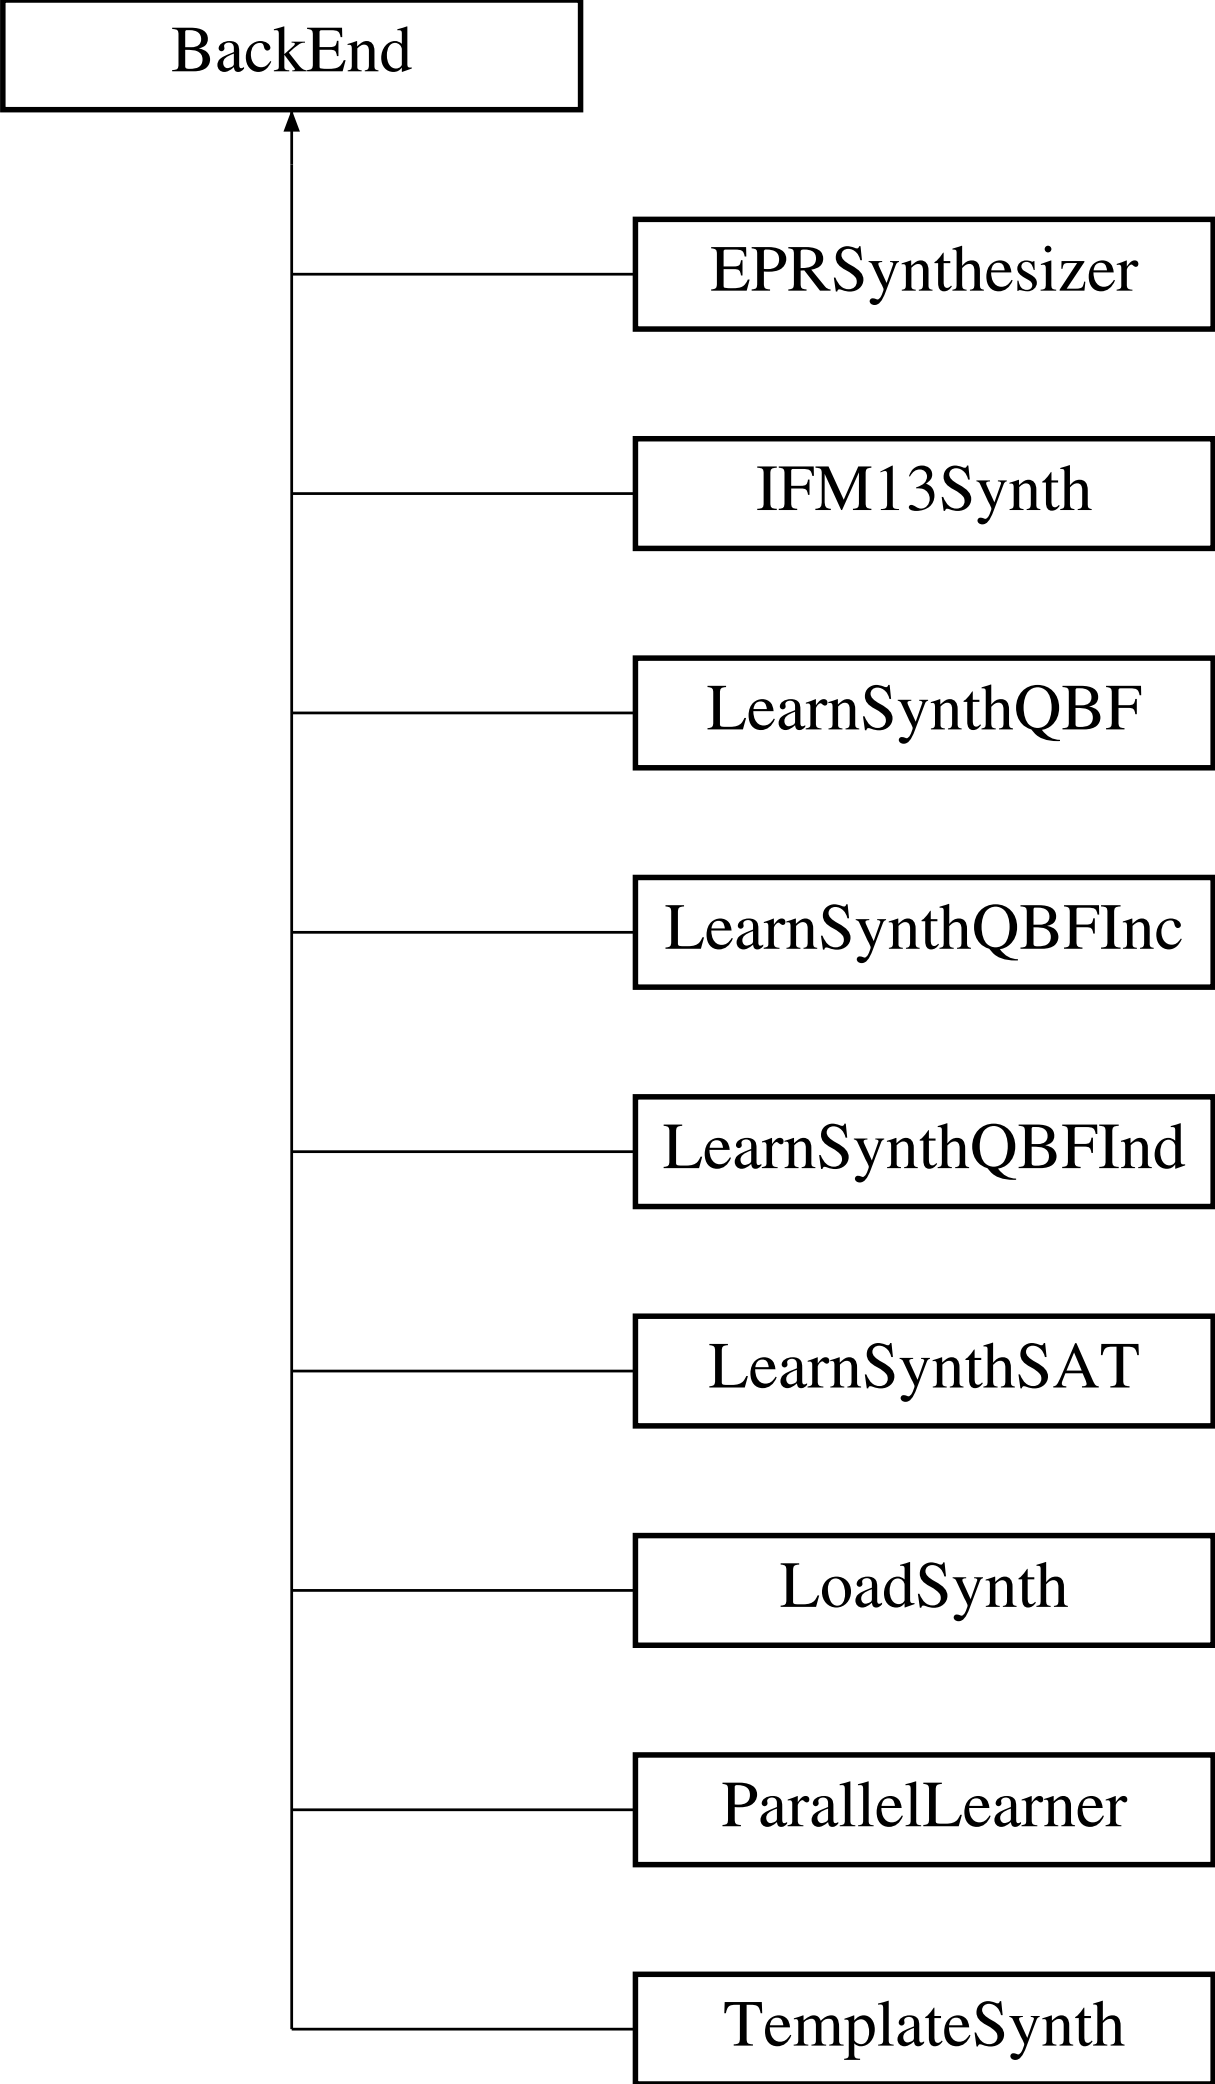 BackEnd
EPRSynthesizer
IFM13Synth
LearnSynthQBF
LearnSynthQBFInc
LearnSynthQBFInd
LearnSynthSAT
LoadSynth
ParallelLearner
TemplateSynth